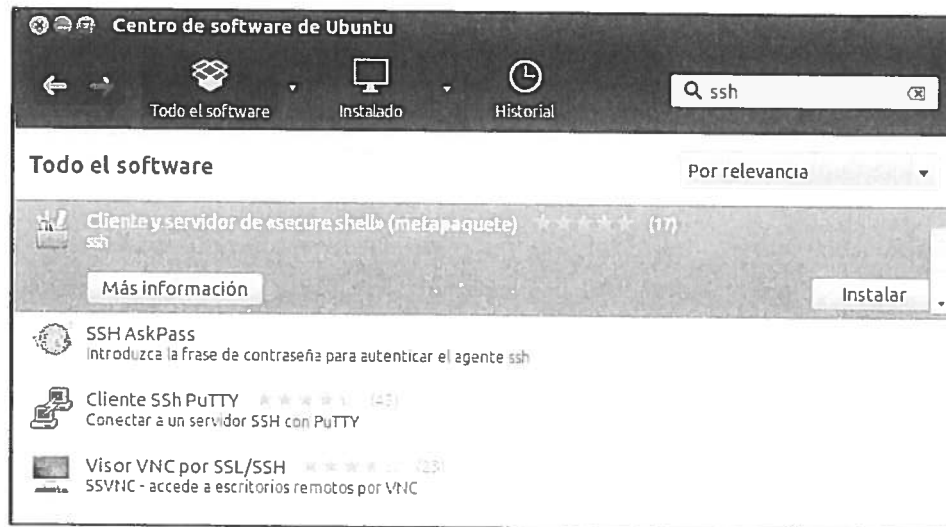 Centro de software de Ubuntu
Todo el software
Instalado
Historial
ssh
Todo el software
Por relevancia
Cliente y servidor de «secure shell» (metapaquete) (17)
ssh
Más información
Instalar
SSH AskPass
Introduzca la frase de contraseña para autenticar el agente ssh
Cliente SSh PuTTY (43)
Conectar a un servidor SSH con PuTTY
Visor VNC por SSL/SSH (23)
SSVNC - accede a escritorios remotos por VNC